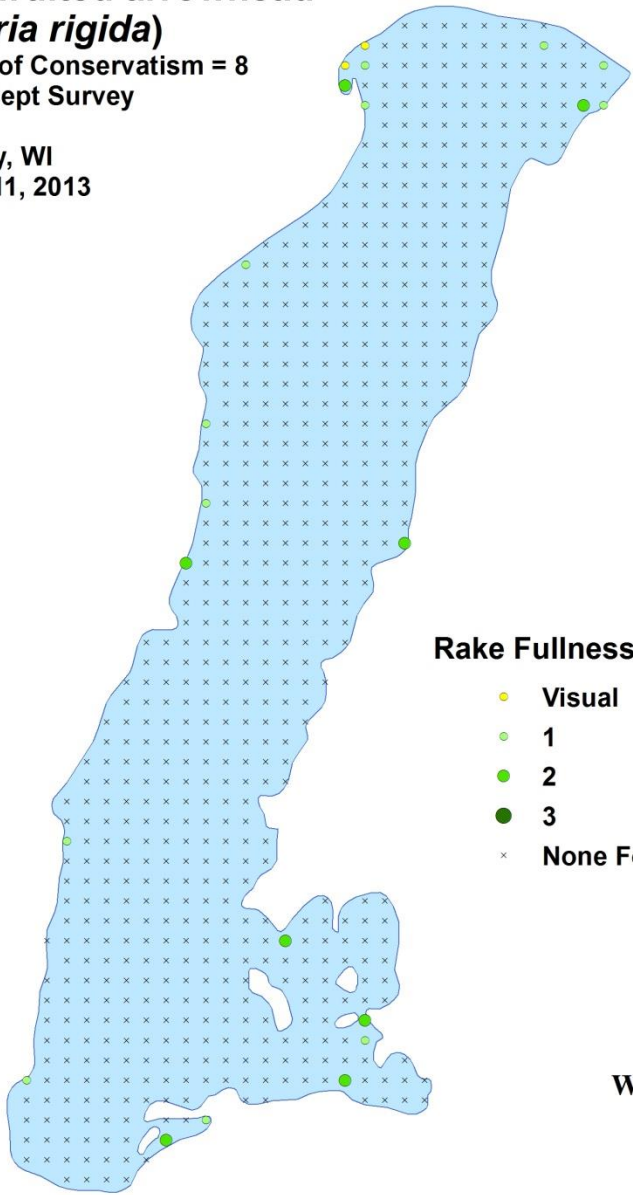 ria rigida)
of Conservatism = 8
ept Survey
y, WI
11, 2013
Rake Fullness
Visual
1
2
3
None Fo
W